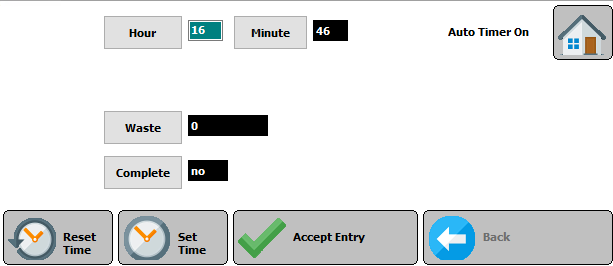 Hour 16 Minute 46 Auto Timer On
Waste 0
Complete no
Reset Time
Set Time
Accept Entry
Back